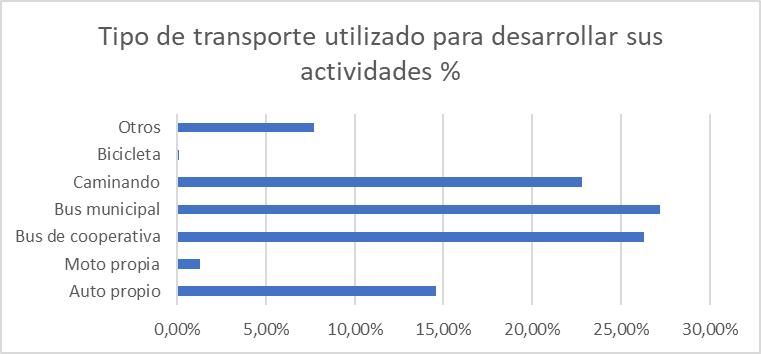 Tipo de transporte utilizado para desarrollar sus
actividades %
Otros
Bicicleta
Caminando
Bus municipal
Bus de cooperativa
Moto propia
Auto propio
0,00% 5,00% 10,00% 15,00% 20,00% 25,00% 30,00%